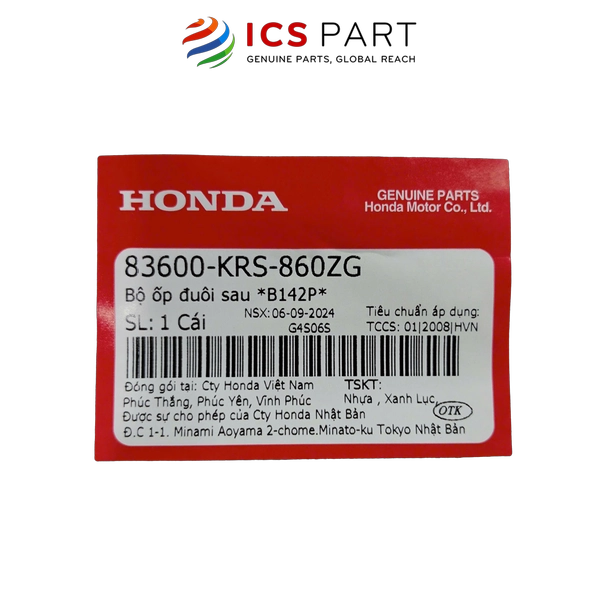 ICS PART
GENUINE PARTS, GLOBAL REACH
HONDA
GENUINE PARTS
Honda Motor Co., Ltd.
83600-KRS-860ZG
Bộ ốp đuôi sau *B142P*
SL: 1 Cái
NSX: 06-09-2024
G4S06S
Tiêu chuẩn áp dụng:
TCCS: 01|2008|HVN
Đóng gói tại: Cty Honda Việt Nam
Phúc Thắng, Phúc Yên, Vĩnh Phúc
TSKT:
Nhựa , Xanh Lục,
Được sự cho phép của Cty Honda Nhật Bản
OTK
Đ.C 1-1. Minami Aoyama 2-chome.Minato-ku Tokyo Nhật Bản